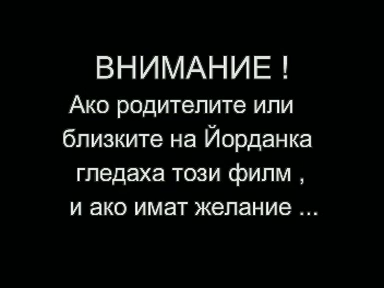 ВНИМАНИЕ !
Ако родителите или
близките на Йорданка
гледаха този филм ,
и ако имат желание ...